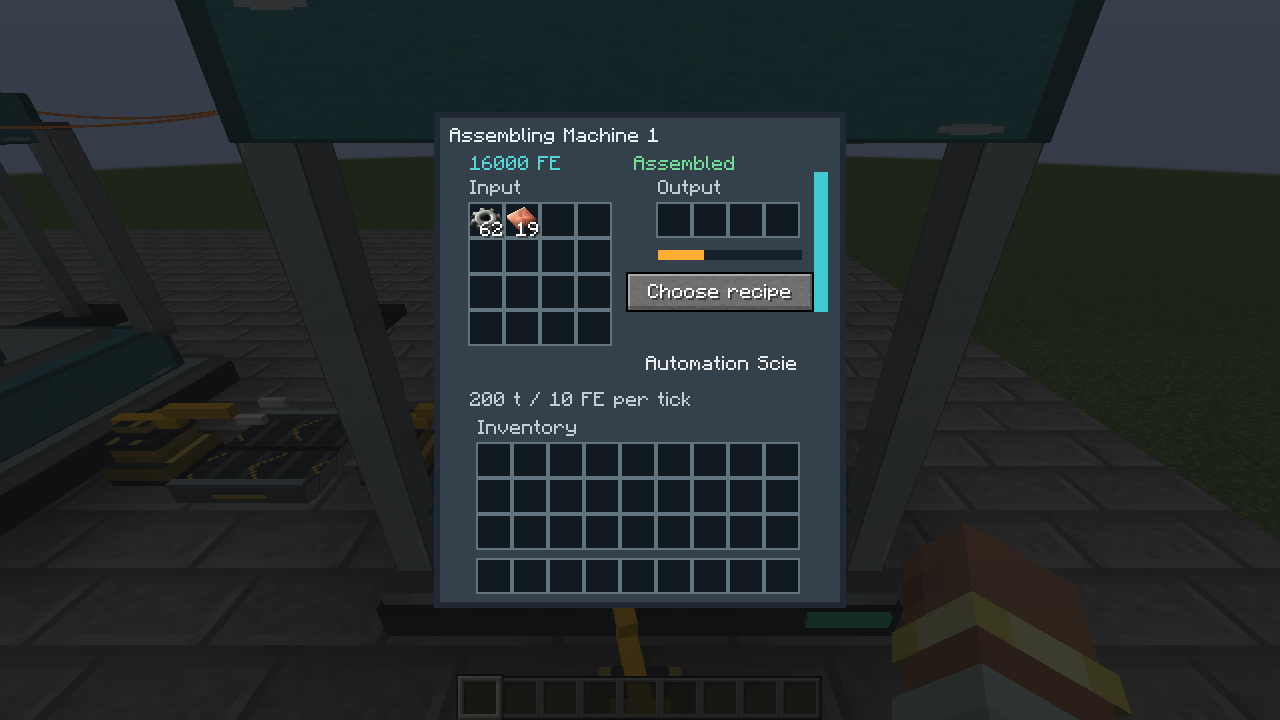 Assembling Machine 1
16000 FE
Assembled
Input
Output
62
19
Choose recipe
Automation Scie
200 t / 10 FE per tick
Inventory